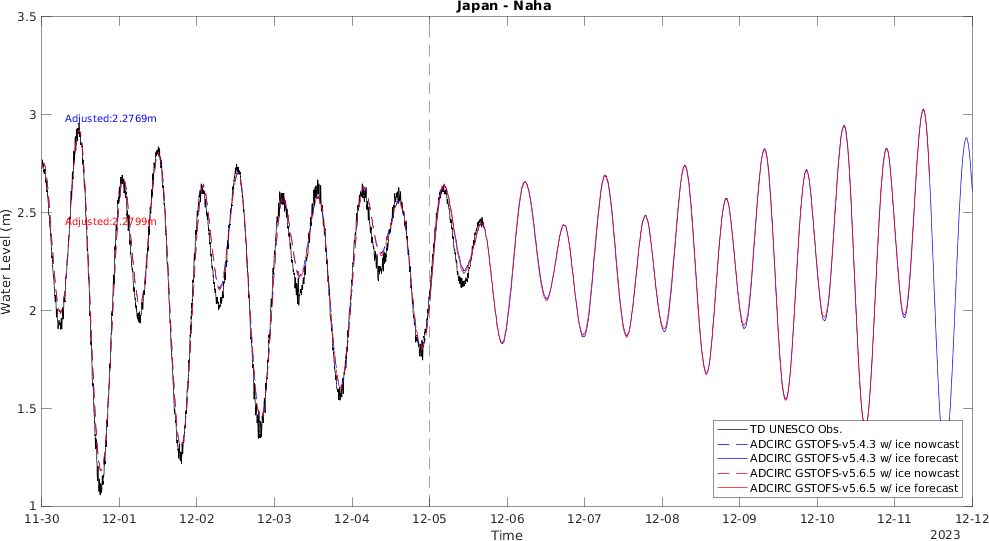 Japan - Naha
3.5
3
2.5
2
1.5
1
Water Level (m)
Adjusted:2.2769m
Adjusted:2.2799m
TD UNESCO Obs.
ADCIRC GSTOFS-v5.4.3 w/ ice nowcast
ADCIRC GSTOFS-v5.4.3 w/ ice forecast
ADCIRC GSTOFS-v5.6.5 w/ ice nowcast
ADCIRC GSTOFS-v5.6.5 w/ ice forecast
11-30 12-01 12-02 12-03 12-04 12-05 12-06 12-07 12-08 12-09 12-10 12-11 12-12
Time
2023